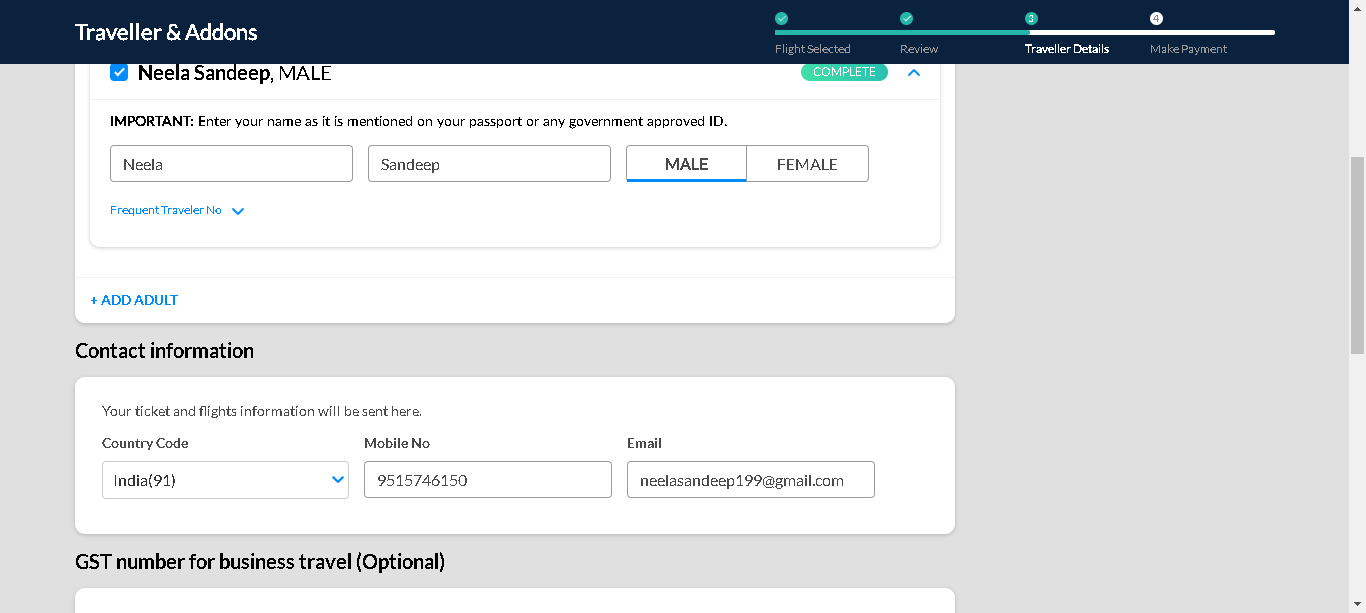 Traveller & Addons
3
4
Flight Selected
Review
Traveller Details
Make Payment
Neela Sandeep, MALE
COMPLETE
IMPORTANT: Enter your name as it is mentioned on your passport or any government approved ID.
Neela
Sandeep
MALE
FEMALE
Frequent Traveler No
+ ADD ADULT
Contact information
Your ticket and flights information will be sent here.
Country Code
Mobile No
Email
India(91)
9515746150
neelasandeep199@gmail.com
GST number for business travel (Optional)